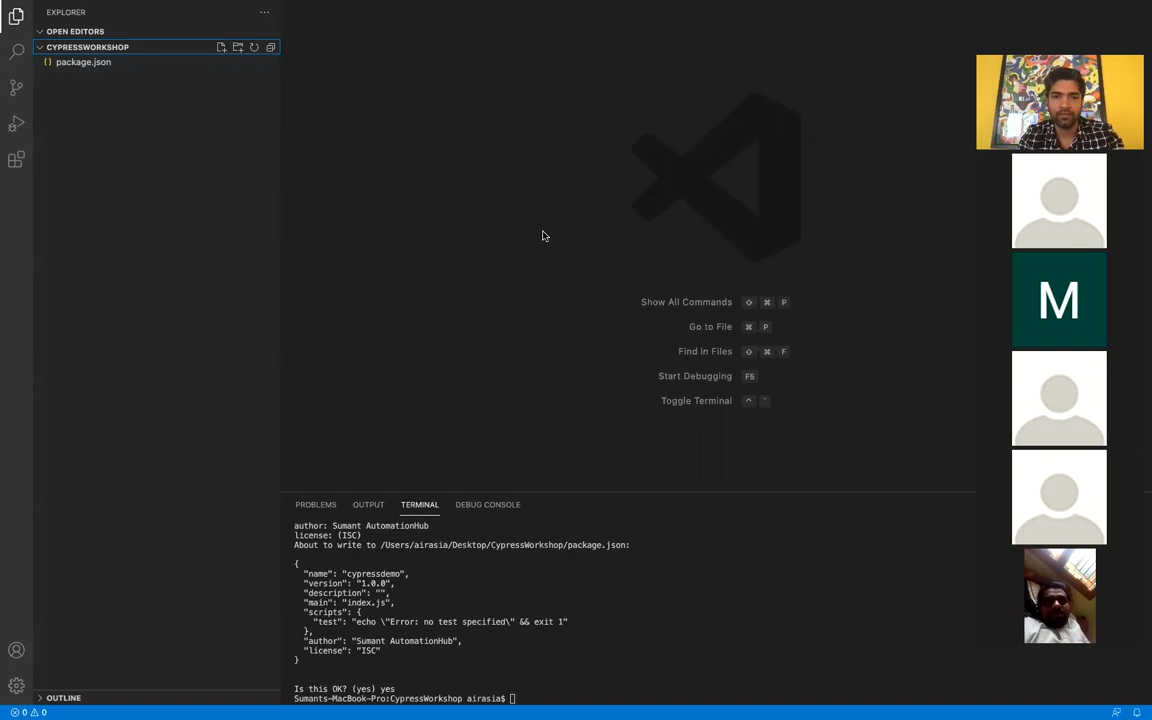 EXPLORER
OPEN EDITORS
CYPRESSWORKSHOP
{} package.json
Show All Commands ⇧ ⌘ P
Go to File ⌘ P
Find in Files ⇧ ⌘ F
Start Debugging F5
Toggle Terminal ^ `
M
PROBLEMS OUTPUT TERMINAL DEBUG CONSOLE
author: Sumant AutomationHub
license: (ISC)
About to write to /Users/airasia/Desktop/CypressWorkshop/package.json:
{
"name": "cypressdemo",
"version": "1.0.0",
"description": "",
"main": "index.js",
"scripts": {
"test": "echo \"Error: no test specified\" && exit 1"
},
"author": "Sumant AutomationHub",
"license": "ISC"
}
Is this OK? (yes) yes
Sumants-MacBook-Pro:CypressWorkshop airasia$
OUTLINE
0 0